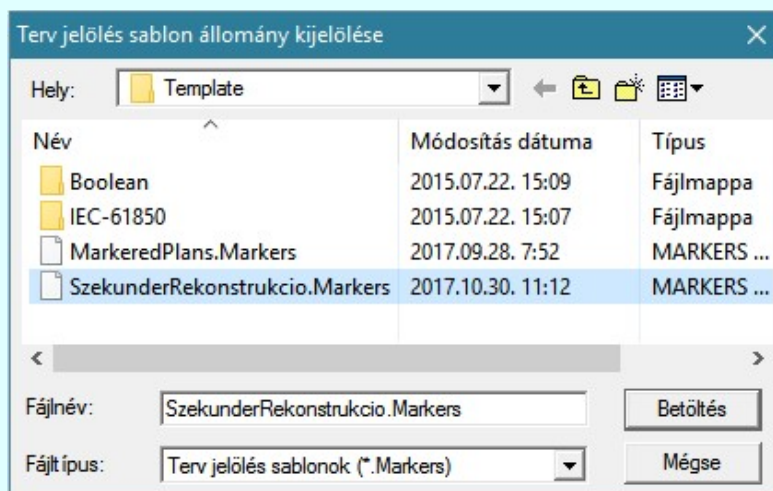 Terv jelölés sablon állomány kijelölése
Hely: Template
Név Módosítás dátuma Típus
Boolean 2015.07.22. 15:09 Fájlmappa
IEC-61850 2015.07.22. 15:07 Fájlmappa
MarkeredPlans.Markers 2017.09.28. 7:52 MARKERS ...
SzekunderRekonstrukcio.Markers 2017.10.30. 11:12 MARKERS ...
Fájlnév: SzekunderRekonstrukcio.Markers Betöltés
Fájltípus: Terv jelölés sablonok (*.Markers) Mégse